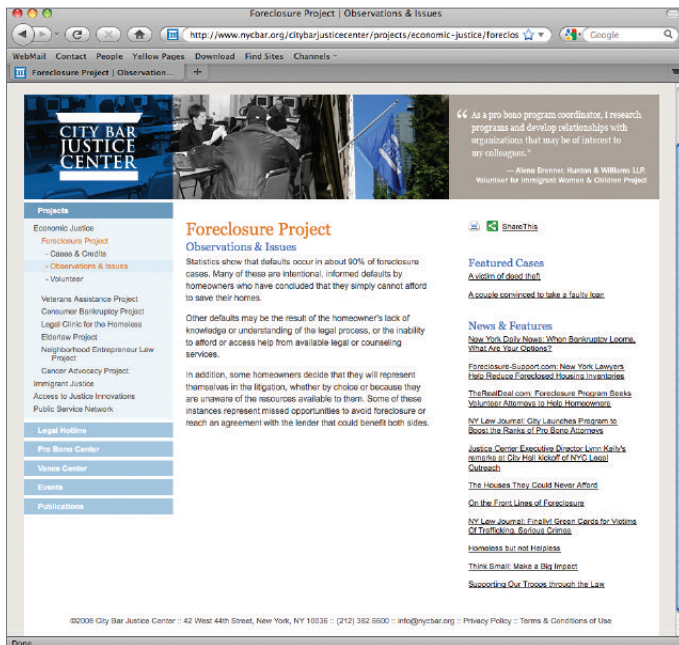 Foreclosure Project | Observations & Issues
http://www.nycbar.org/citybarjusticecenter/projects/economic-justice/foreclos
Google
WebMail Contact People Yellow Pages Download Find Sites Channels
Foreclosure Project | Observation...
CITY BAR
JUSTICE
CENTER
“As a pro bono program coordinator, I research
programs and develop relationships with
organizations that may be of interest to
my colleagues.”
— Alena Brenner, Hunton & Williams LLP
Volunteer for Immigrant Women & Children Project
Projects
Economic Justice
Foreclosure Project
- Cases & Credits
- Observations & Issues
- Volunteer
Veterans Assistance Project
Consumer Bankruptcy Project
Legal Clinic for the Homeless
Elderlaw Project
Neighborhood Entrepreneur Law
Project
Cancer Advocacy Project
Immigrant Justice
Access to Justice Innovations
Public Service Network
Legal Hotline
Pro Bono Center
Vance Center
Events
Publications
Foreclosure Project
Observations & Issues
Statistics show that defaults occur in about 90% of foreclosure
cases. Many of these are intentional, informed defaults by
homeowners who have concluded that they simply cannot afford
to save their homes.
Other defaults may be the result of the homeowner's lack of
knowledge or understanding of the legal process, or the inability
to afford or access help from available legal or counseling
services.
In addition, some homeowners decide that they will represent
themselves in the litigation, whether by choice or because they
are unaware of the resources available to them. Some of these
instances represent missed opportunities to avoid foreclosure or
reach an agreement with the lender that could benefit both sides.
ShareThis
Featured Cases
A victim of deed theft
A couple convinced to take a faulty loan
News & Features
New York Daily News: When Bankruptcy Looms,
What Are Your Options?
Foreclosure-Support.com: New York Lawyers
Help Reduce Foreclosed Housing Inventories
TheRealDeal.com: Foreclosure Program Seeks
Volunteer Attorneys to Help Homeowners
NY Law Journal: City Launches Program to
Boost the Ranks of Pro Bono Attorneys
Justice Center Executive Director Lynn Kelly's
remarks at City Hall kickoff of NYC Legal
Outreach
The Houses They Could Never Afford
On the Front Lines of Foreclosure
NY Law Journal: Finally! Green Cards for Victims
Of Trafficking, Serious Crimes
Homeless but not Helpless
Think Small: Make a Big Impact
Supporting Our Troops through the Law
©2008 City Bar Justice Center :: 42 West 44th Street, New York, NY 10036 :: (212) 382.6600 :: info@nycbar.org :: Privacy Policy :: Terms & Conditions of Use
Done